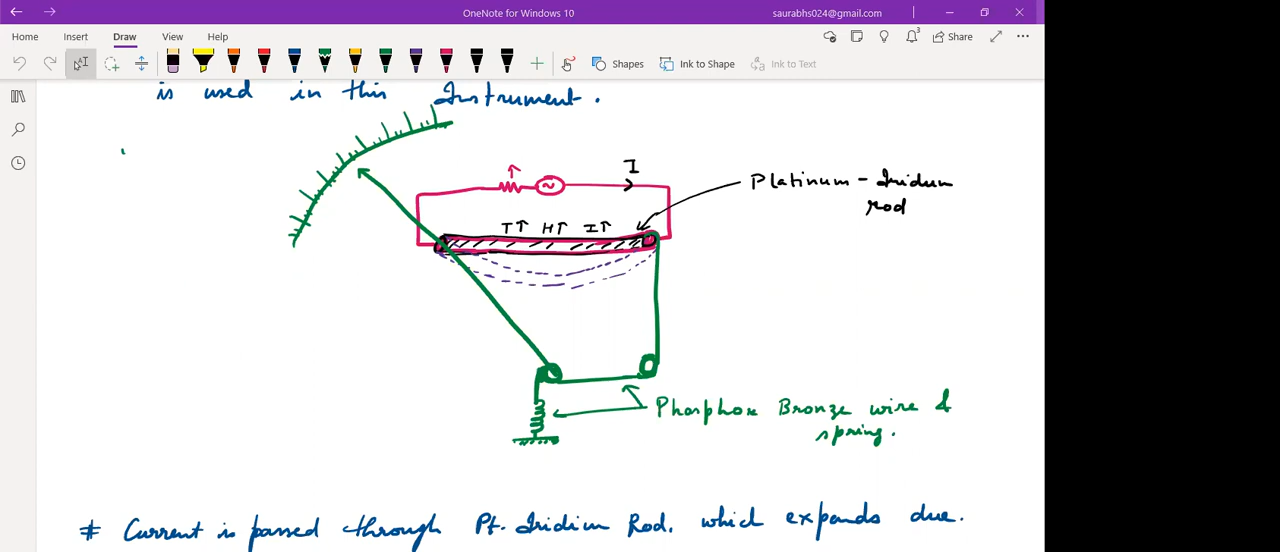 OneNote for Windows 10
saurabhs024@gmail.com
Home Insert Draw View Help
3
Share
Shapes
Ink to Shape
Ink to Text
is used in this Instrument.
I
Platinum - Iridium
rod
T↑ H↑ I↑
Phosphor Bronze wire &
spring.
# Current is passed through Pt. Iridium Rod. which expands due.